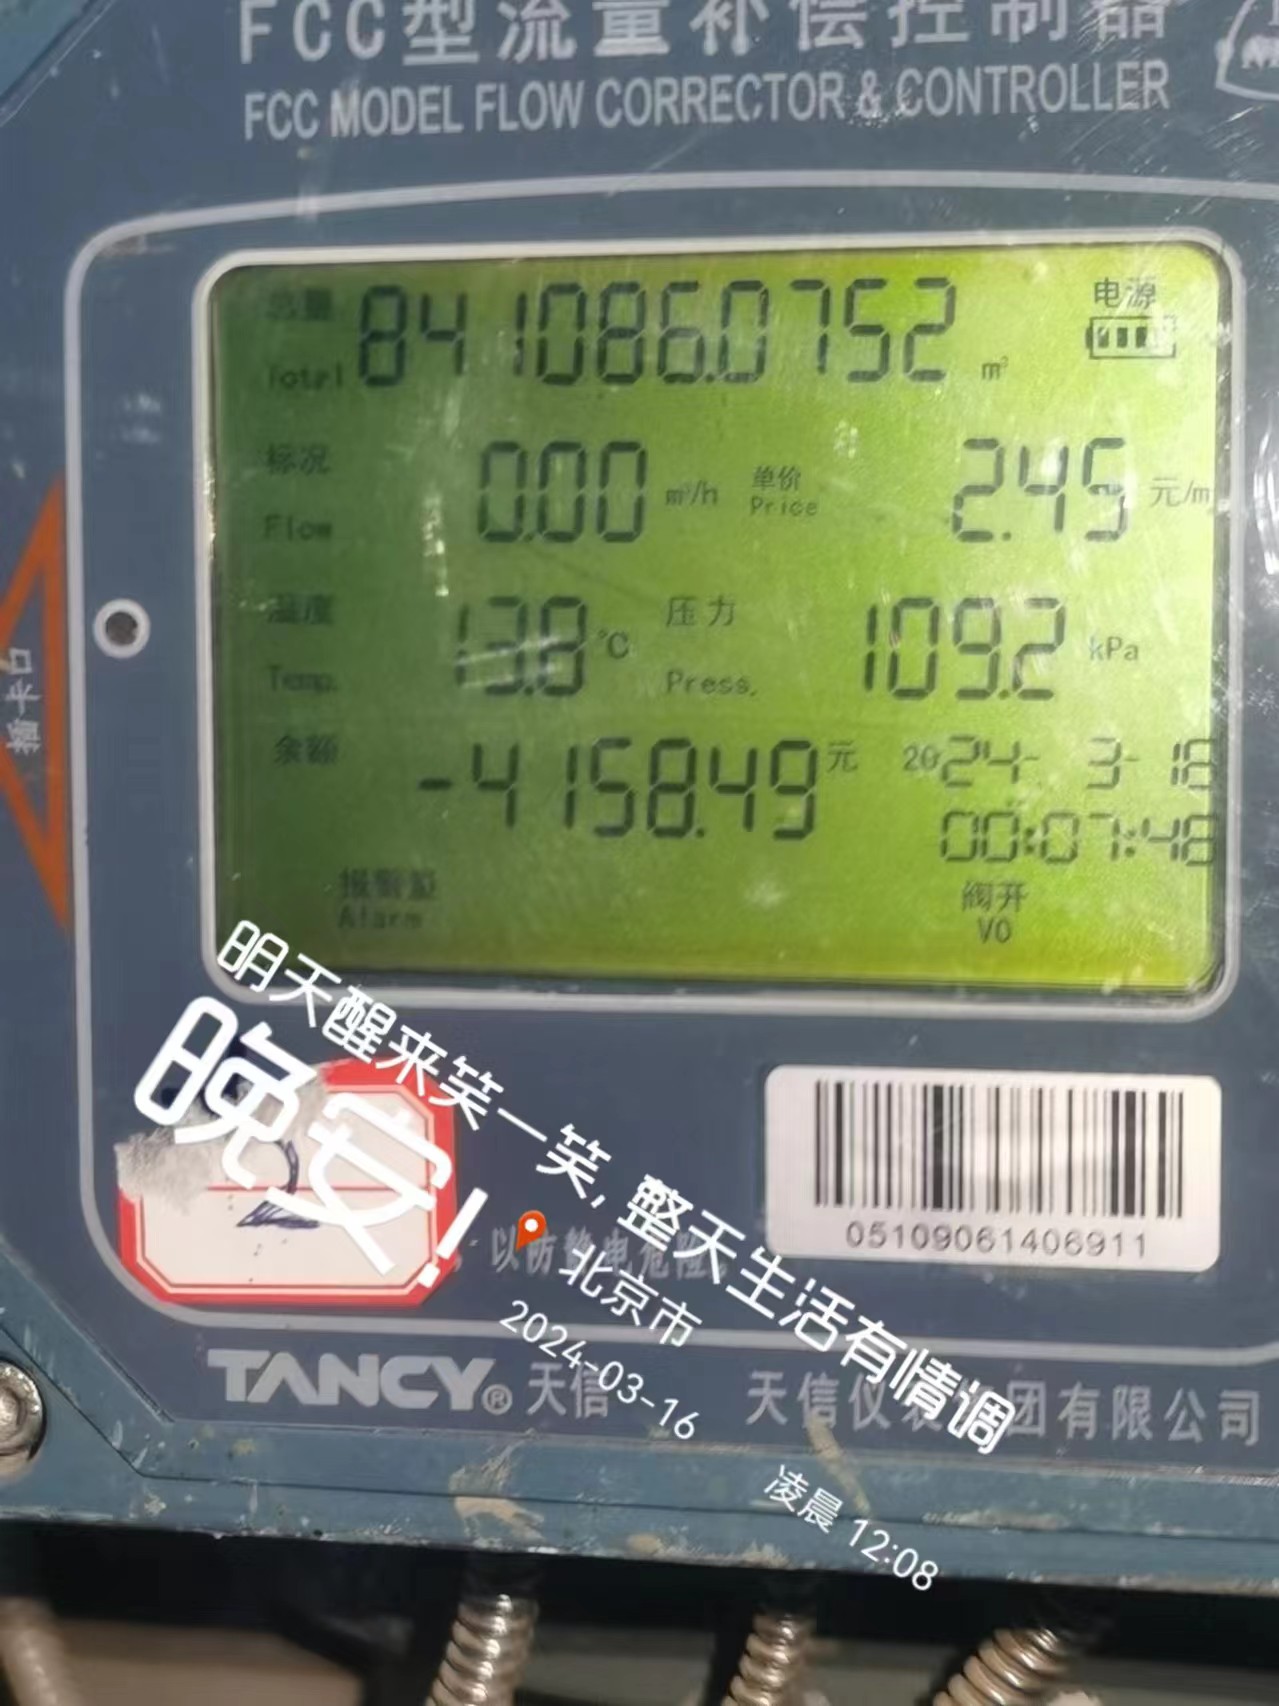 FCC型流量补偿控制器
FCC MODEL FLOW CORRECTOR & CONTROLLER
总量 8410860752 m³ 电源
Total
标况 0.00 m³/h 单价 2.45 元/m
Flow Price
温度 13.8 °C 压力 109.2 kPa
Temp. Press.
余额 -4158.49 元 2024- 3-16
00:07:48
报警 阀开
Alarm VO
插卡口
明天醒来笑一笑,整天生活有情调
晚安!
2
以防静电危险。
05109061406911
北京市
2024-03-16
凌晨 12:08
TANCY® 天信 天信仪表 团有限公司